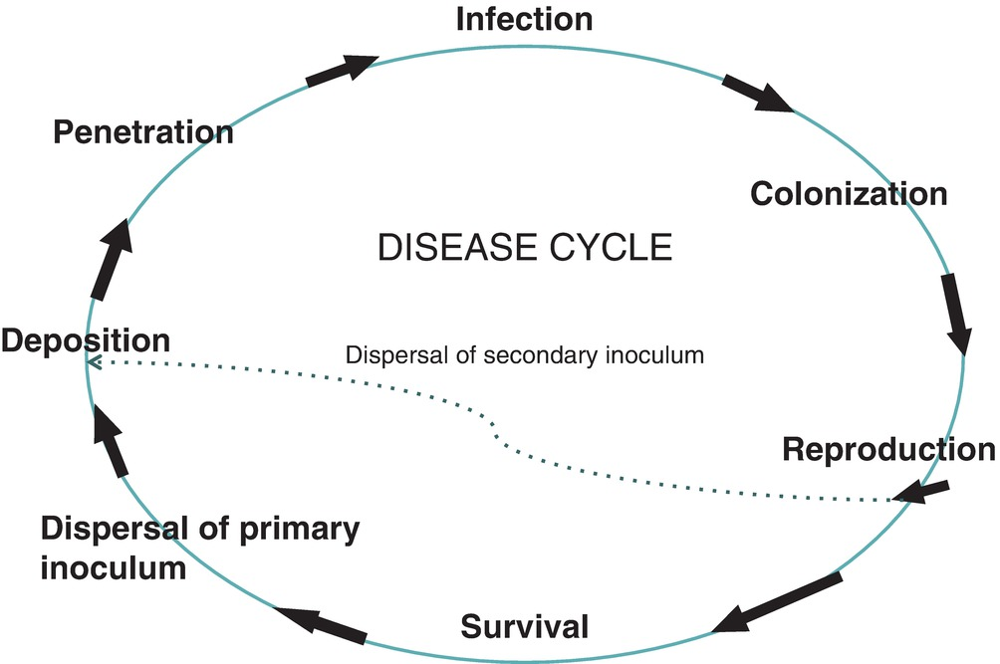 Infection
Penetration
Colonization
DISEASE CYCLE
Deposition
Dispersal of secondary inoculum
Reproduction
Dispersal of primary
inoculum
Survival